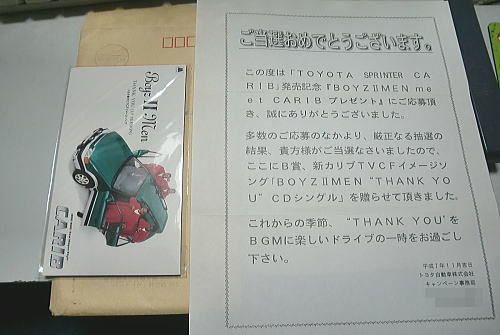 Boyz II Men
THANK YOU
CARIB
ご当選おめでとうございます。
この度は「TOYOTA SPRINTER CA
RIB」発売記念『BOYZⅡMEN me
et CARIB プレゼント』にご応募頂
き、誠にありがとうございました。
多数のご応募のなかより、厳正なる抽選の
結果、貴方様がご当選なさいましたので、
ここにB賞、新カリブTVCFイメージソ
ング「BOYZⅡMEN “THANK YO
U” CDシングル」を贈らせて頂きました。
これからの季節、“THANK YOU”を
BGMに楽しいドライブの一時をお過ごし
下さい。
平成7年11月吉日
トヨタ自動車株式会社
キャンペーン事務局